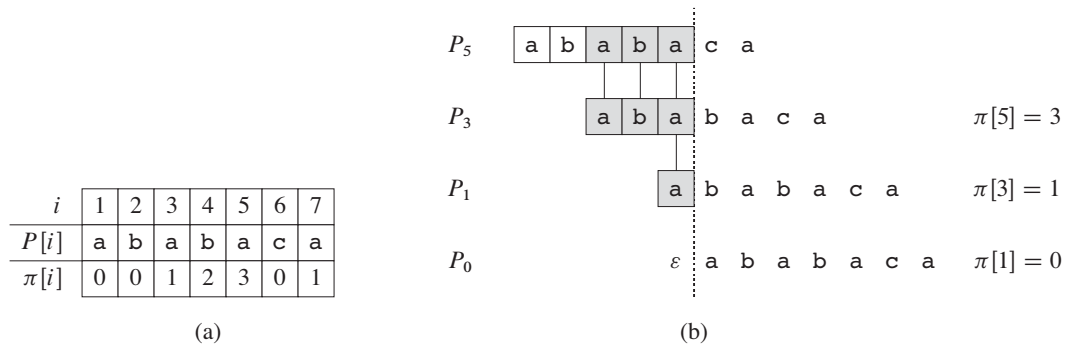 i 1 2 3 4 5 6 7
P[i] a b a b a c a
π[i] 0 0 1 2 3 0 1
(a)
P5 a b a b a c a
P3 a b a b a c a π[5] = 3
P1 a b a b a c a π[3] = 1
P0 ε a b a b a c a π[1] = 0
(b)